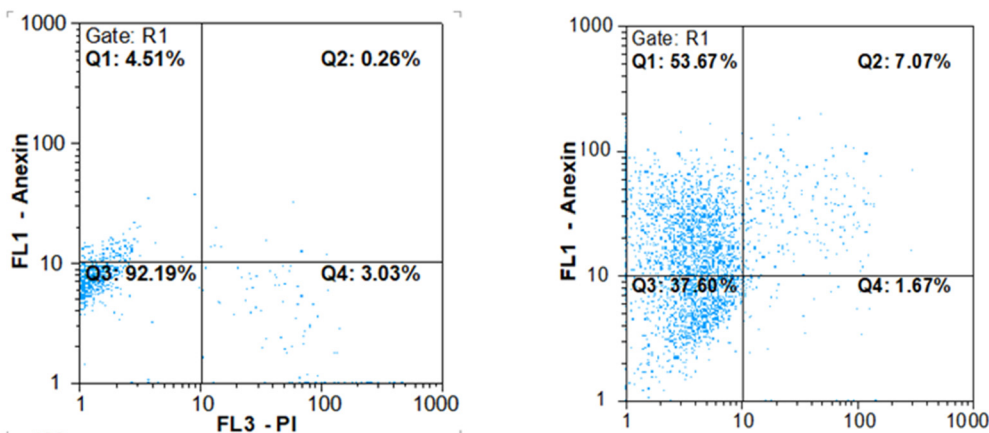 1000
Gate: R1
Q1: 4.51% Q2: 0.26%
100
FL1 - Anexin
10
Q3: 92.19% Q4: 3.03%
1
1 10 100 1000
FL3 - PI
1000
Gate: R1
Q1: 53.67% Q2: 7.07%
100
FL1 - Anexin
10
Q3: 37.60% Q4: 1.67%
1
1 10 100 1000